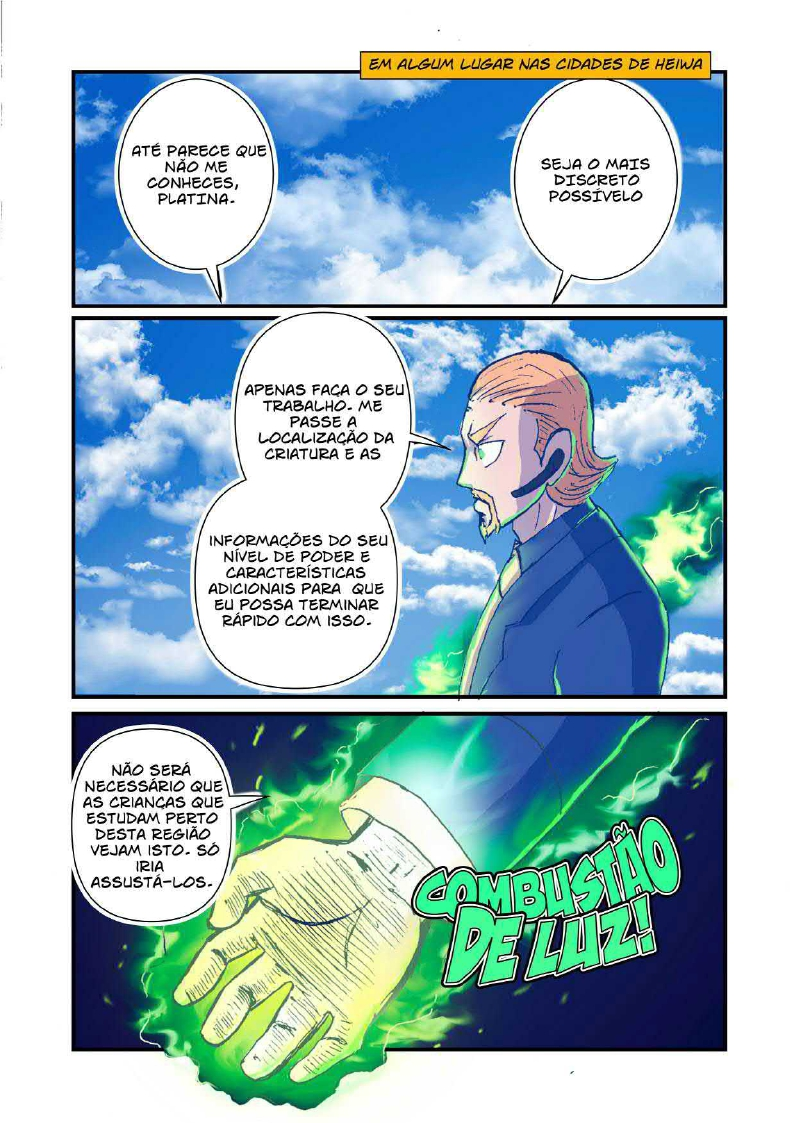 EM ALGUM LUGAR NAS CIDADES DE HEIWA
SEJA O MAIS
DISCRETO
POSSÍVELO
ATÉ PARECE QUE
NÃO ME
CONHECES,
PLATINA.
APENAS FAÇA O SEU
TRABALHO. ME
PASSE A
LOCALIZAÇÃO DA
CRIATURA E AS
INFORMAÇÕES DO SEU
NÍVEL DE PODER E
CARACTERÍSTICAS
ADICIONAIS PARA QUE
EU POSSA TERMINAR
RÁPIDO COM ISSO.
NÃO SERÁ
NECESSÁRIO QUE
AS CRIANÇAS QUE
ESTUDAM PERTO
DESTA REGIÃO
VEJAM ISTO. SÓ
IRIA
ASSUSTÁ-LOS.
COMBUSTÃO
DE LUZ!